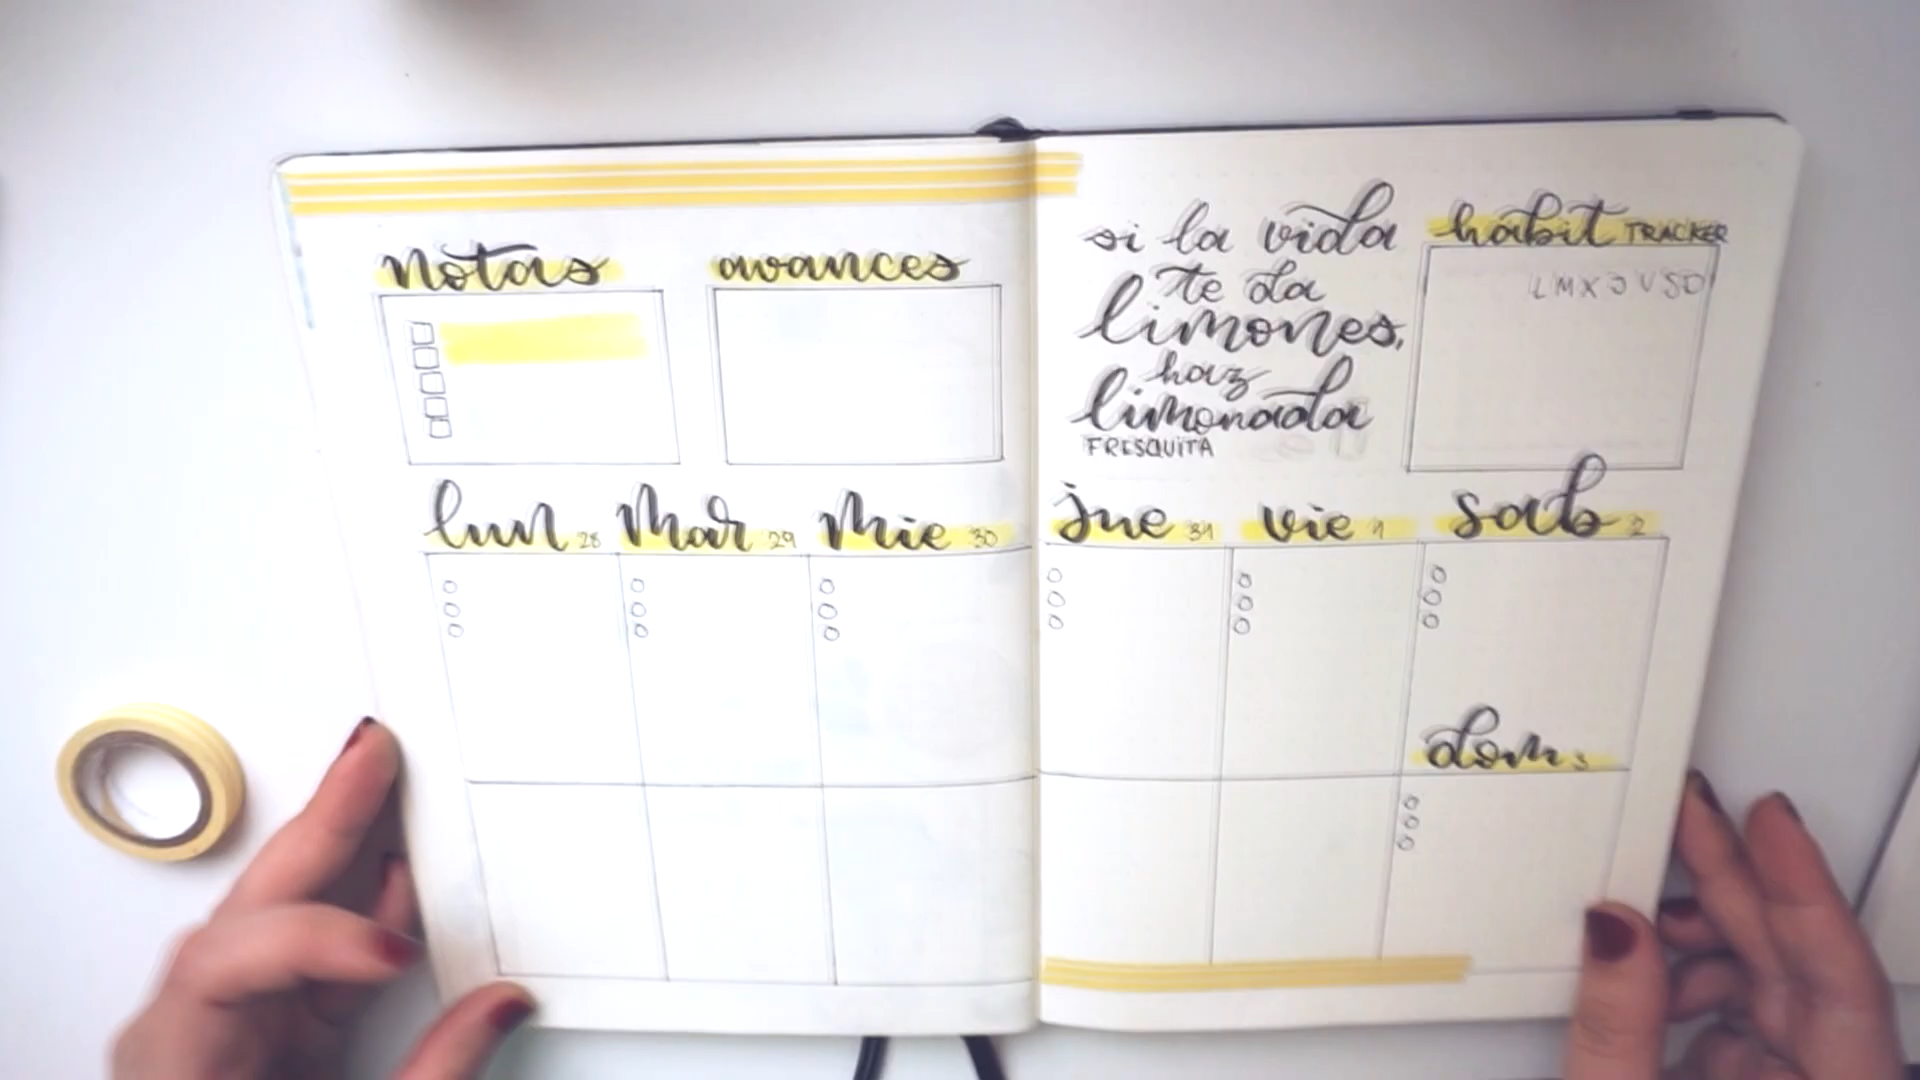 Notas
avances
si la vida
te da
limones,
haz
limonada
FRESQUITA
habit TRACKER
L M X J V S D
lun 28
Mar 29
Mie 30
jue 31
vie 1
sab 2
dom 3